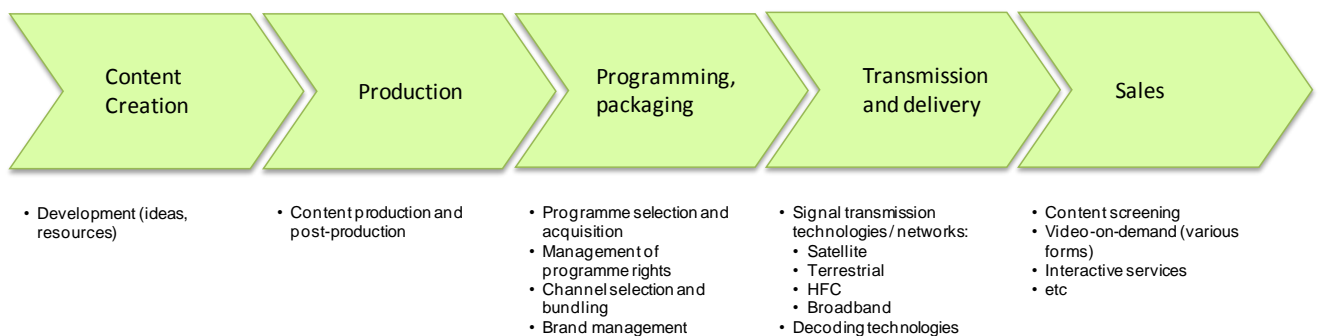 Content
Creation
Production
Programming,
packaging
Transmission
and delivery
Sales
• Development (ideas,
resources)
• Content production and
post-production
• Programme selection and
acquisition
• Management of
programme rights
• Channel selection and
bundling
• Brand management
• Signal transmission
technologies/ networks:
• Satellite
• Terrestrial
• HFC
• Broadband
• Decoding technologies
• Content screening
• Video-on-demand (various
forms)
• Interactive services
• etc